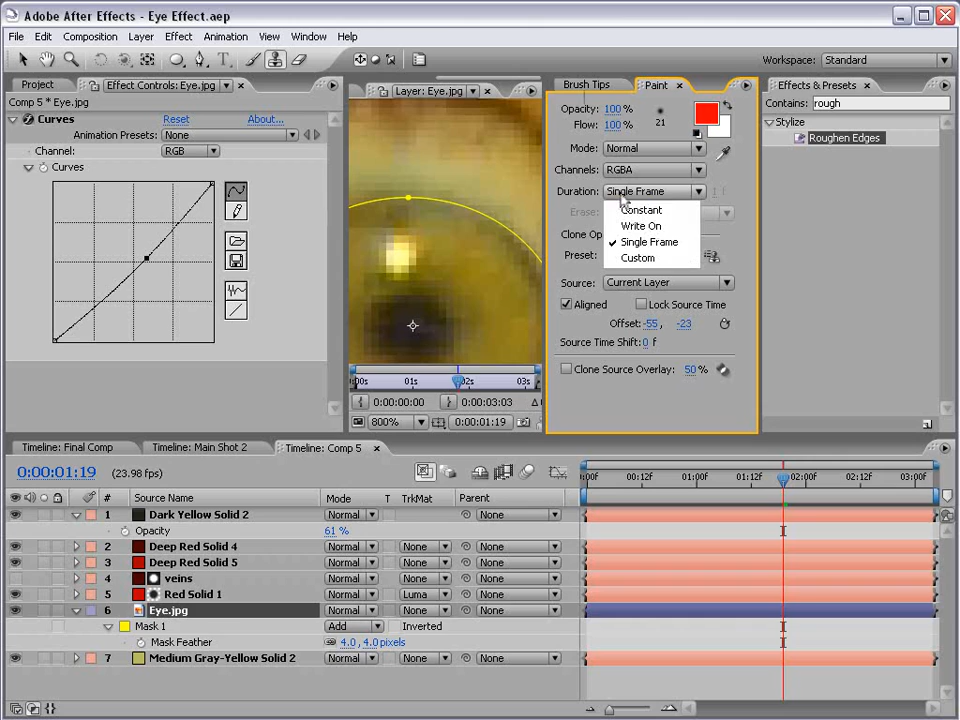 Adobe After Effects - Eye Effect.aep
File Edit Composition Layer Effect Animation View Window Help
Workspace: Standard
Project Effect Controls: Eye.jpg
Comp 5 * Eye.jpg
Curves Reset About...
Animation Presets: None
Channel: RGB
Curves
Layer: Eye.jpg
00s 01s 02s 03s
0:00:00:00 0:00:03:03
800% 0:00:01:19
Brush Tips Paint
Opacity: 100 %
Flow: 100 % 21
Mode: Normal
Channels: RGBA
Duration: Single Frame
Constant
Write On
Single Frame
Custom
Erase:
Clone Op
Preset:
Source: Current Layer
Aligned Lock Source Time
Offset: -55, -23
Source Time Shift: 0 f
Clone Source Overlay: 50 %
Effects & Presets
Contains: rough
Stylize
Roughen Edges
Timeline: Final Comp Timeline: Main Shot 2 Timeline: Comp 5
0:00:01:19 (23.98 fps)
:00f 00:12f 01:00f 01:12f 02:00f 02:12f 03:00f
# Source Name Mode T TrkMat Parent
1 Dark Yellow Solid 2 Normal None
Opacity 61 %
2 Deep Red Solid 4 Normal None None
3 Deep Red Solid 5 Normal None None
4 veins Normal None None
5 Red Solid 1 Normal Luma None
6 Eye.jpg Normal None None
Mask 1 Add Inverted
Mask Feather 4.0, 4.0 pixels
7 Medium Gray-Yellow Solid 2 Normal None None